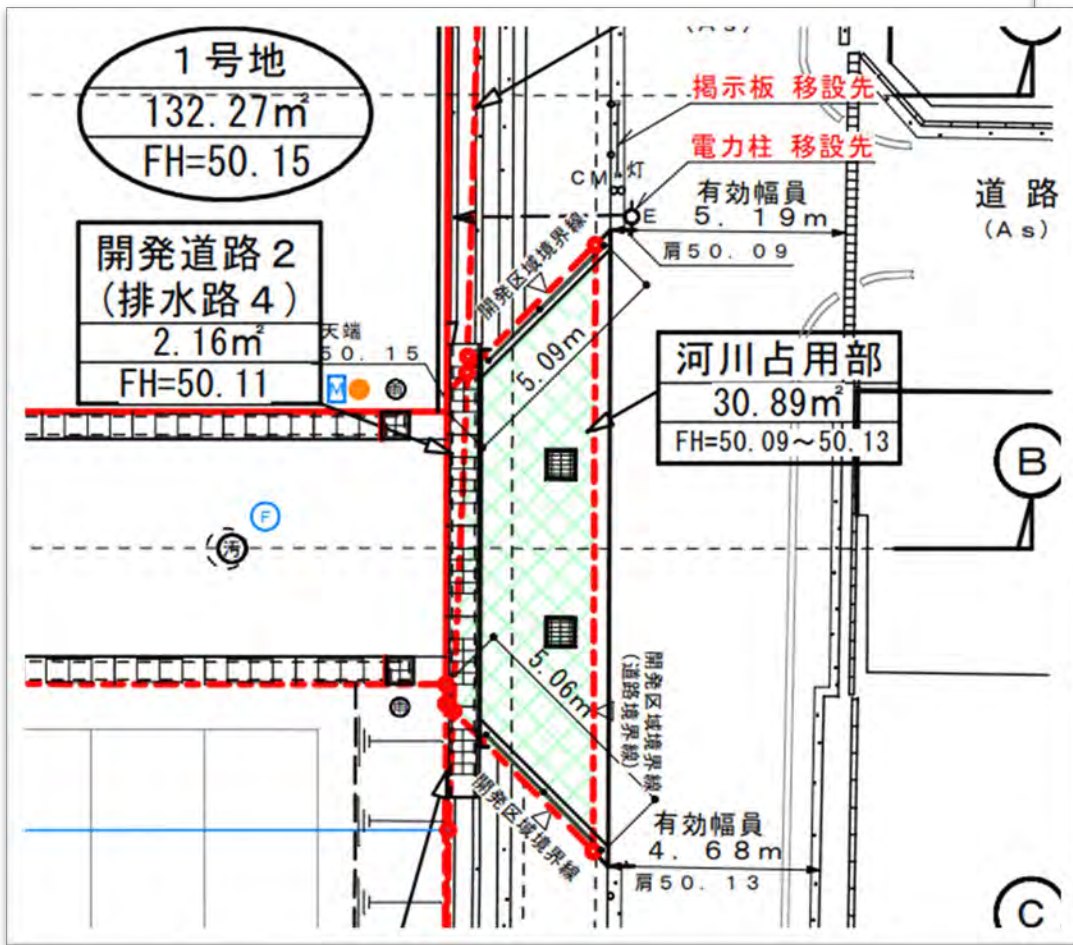 １号地
132.27㎡
FH=50.15
(As)
掲示板 移設先
電力柱 移設先
CM
灯
E
有効幅員
5.19m
肩50.09
道路
(As)
開発道路２
(排水路４)
2.16㎡
FH=50.11
天端
50.15
M
雨
開発区域境界線
5.09m
河川占用部
30.89㎡
FH=50.09～50.13
B
F
汚
5.06m
開発区域境界線
(道路境界線)
雨
開発区域境界線
有効幅員
4.68m
肩50.13
C